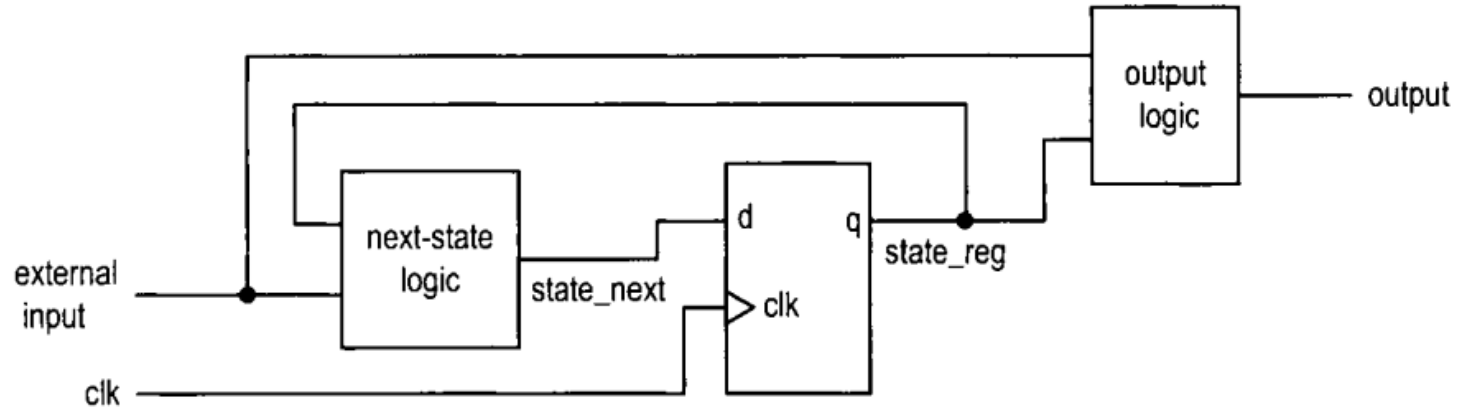 output
logic
output
d
q
next-state
logic
state_reg
external
input
state_next
clk
clk